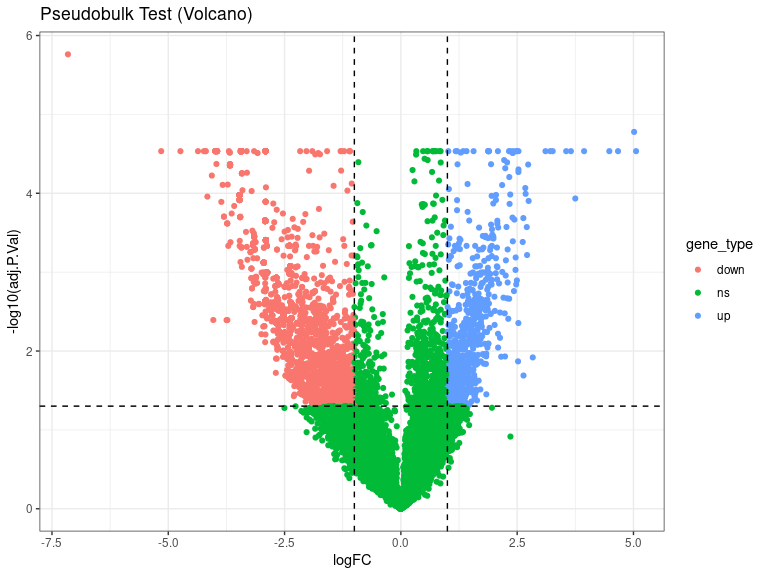 Pseudobulk Test (Volcano)
6
4
2
0
-log10(adj.P.Val)
-7.5
-5.0
-2.5
0.0
2.5
5.0
logFC
gene_type
down
ns
up